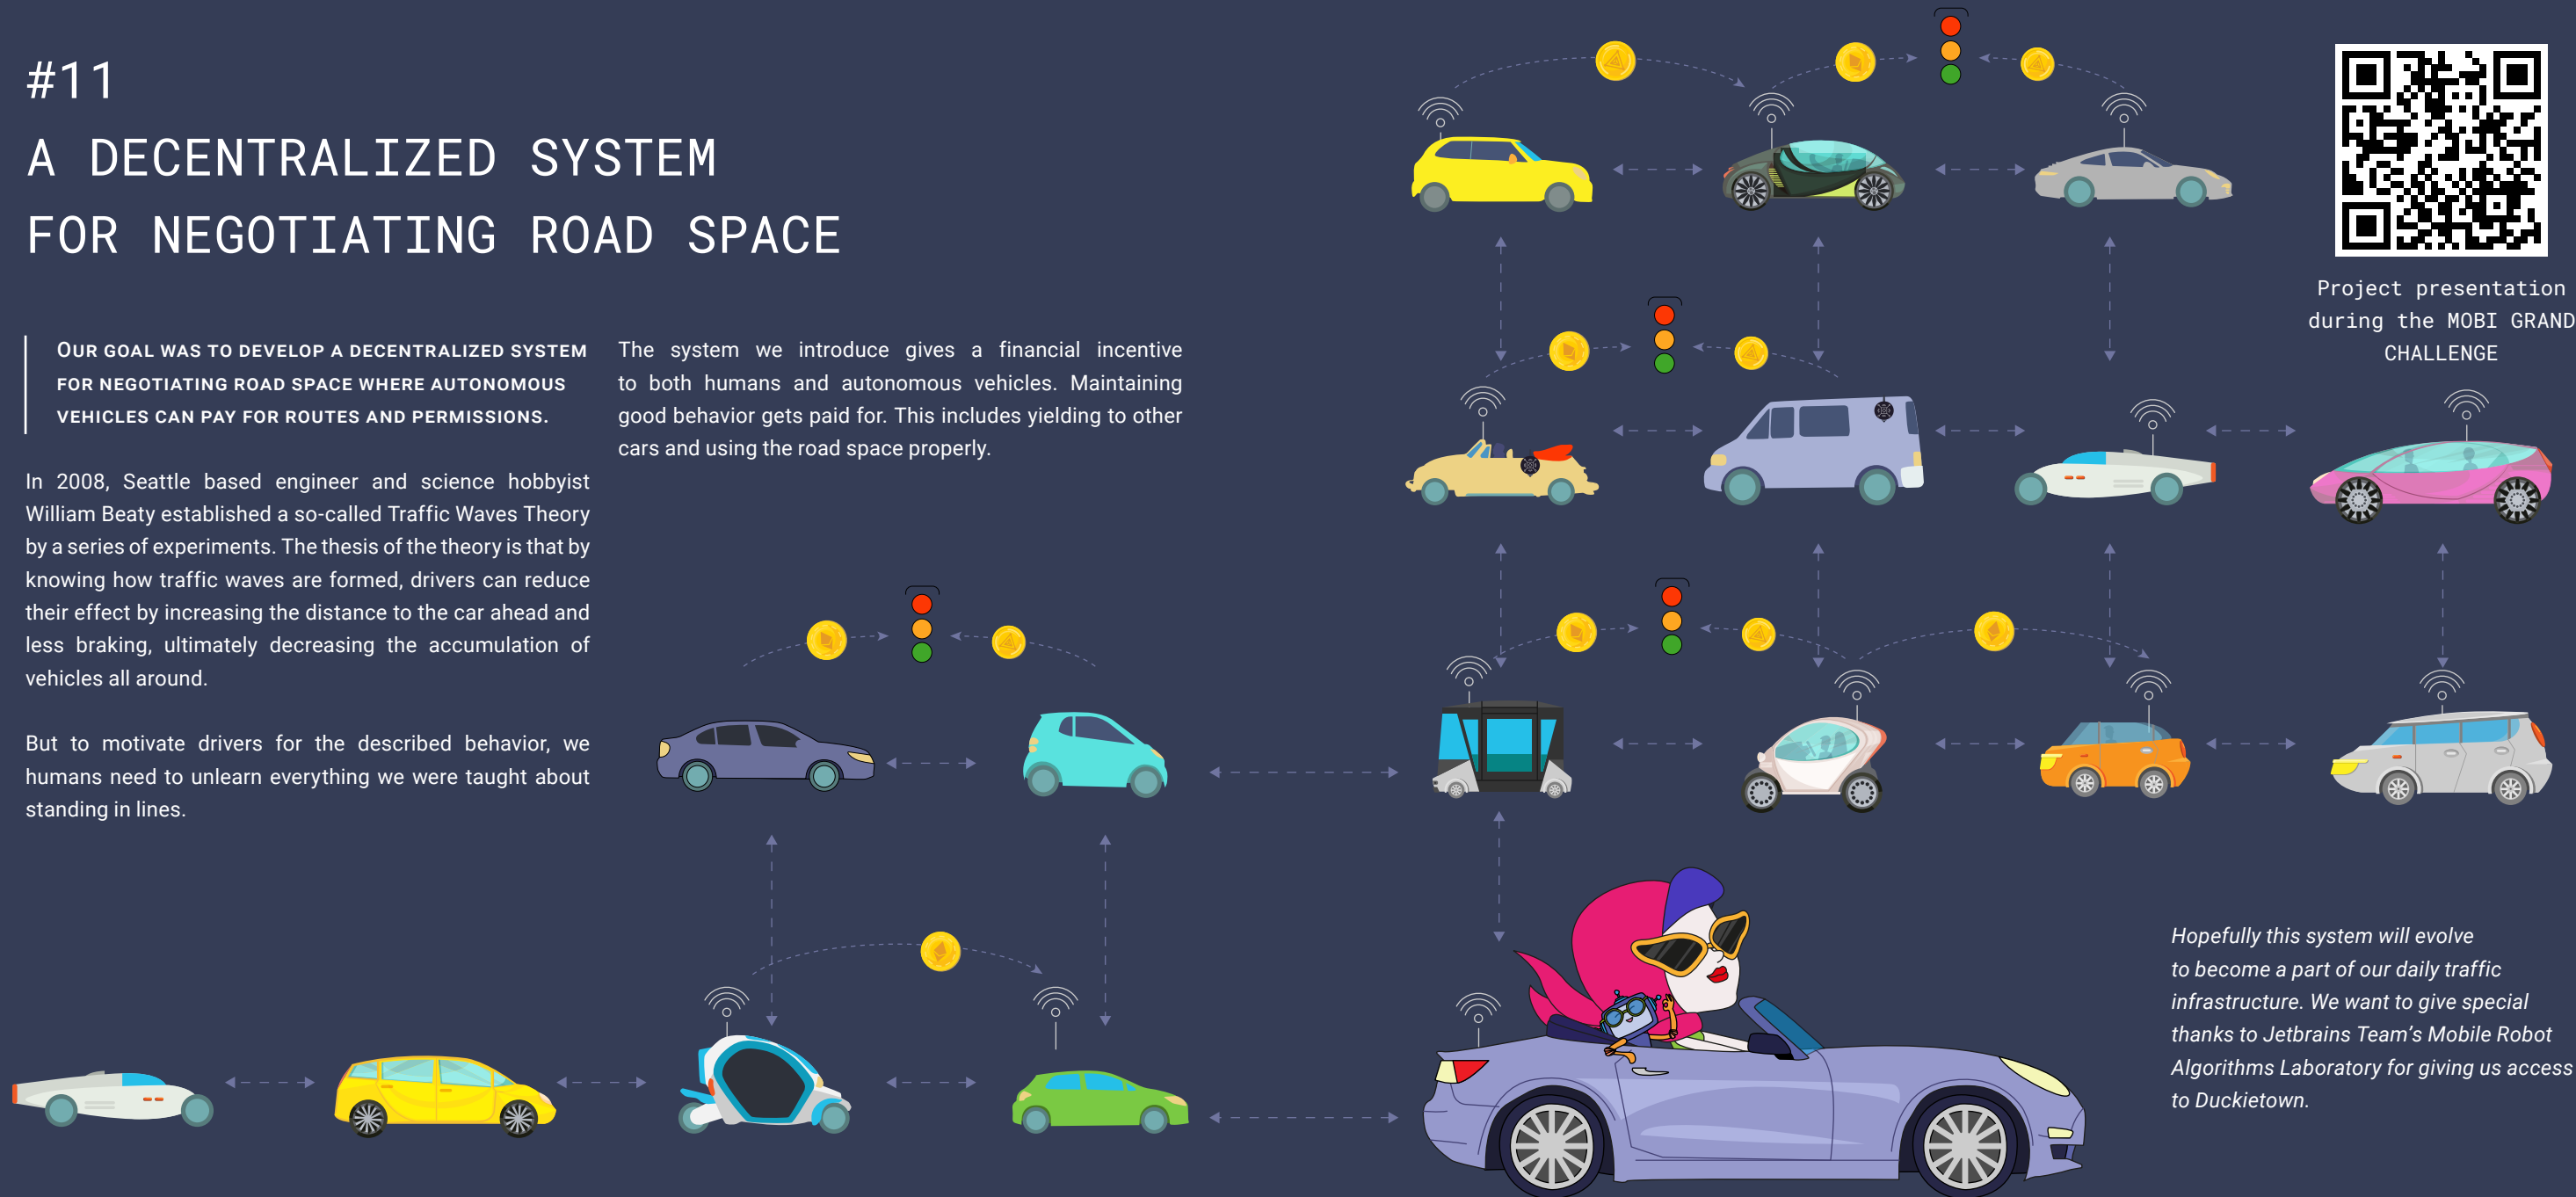 #11
A DECENTRALIZED SYSTEM
FOR NEGOTIATING ROAD SPACE
OUR GOAL WAS TO DEVELOP A DECENTRALIZED SYSTEM
FOR NEGOTIATING ROAD SPACE WHERE AUTONOMOUS
VEHICLES CAN PAY FOR ROUTES AND PERMISSIONS.
In 2008, Seattle based engineer and science hobbyist
William Beaty established a so-called Traffic Waves Theory
by a series of experiments. The thesis of the theory is that by
knowing how traffic waves are formed, drivers can reduce
their effect by increasing the distance to the car ahead and
less braking, ultimately decreasing the accumulation of
vehicles all around.
But to motivate drivers for the described behavior, we
humans need to unlearn everything we were taught about
standing in lines.
The system we introduce gives a financial incentive
to both humans and autonomous vehicles. Maintaining
good behavior gets paid for. This includes yielding to other
cars and using the road space properly.
Project presentation
during the MOBI GRAND
CHALLENGE
Hopefully this system will evolve
to become a part of our daily traffic
infrastructure. We want to give special
thanks to Jetbrains Team's Mobile Robot
Algorithms Laboratory for giving us access
to Duckietown.